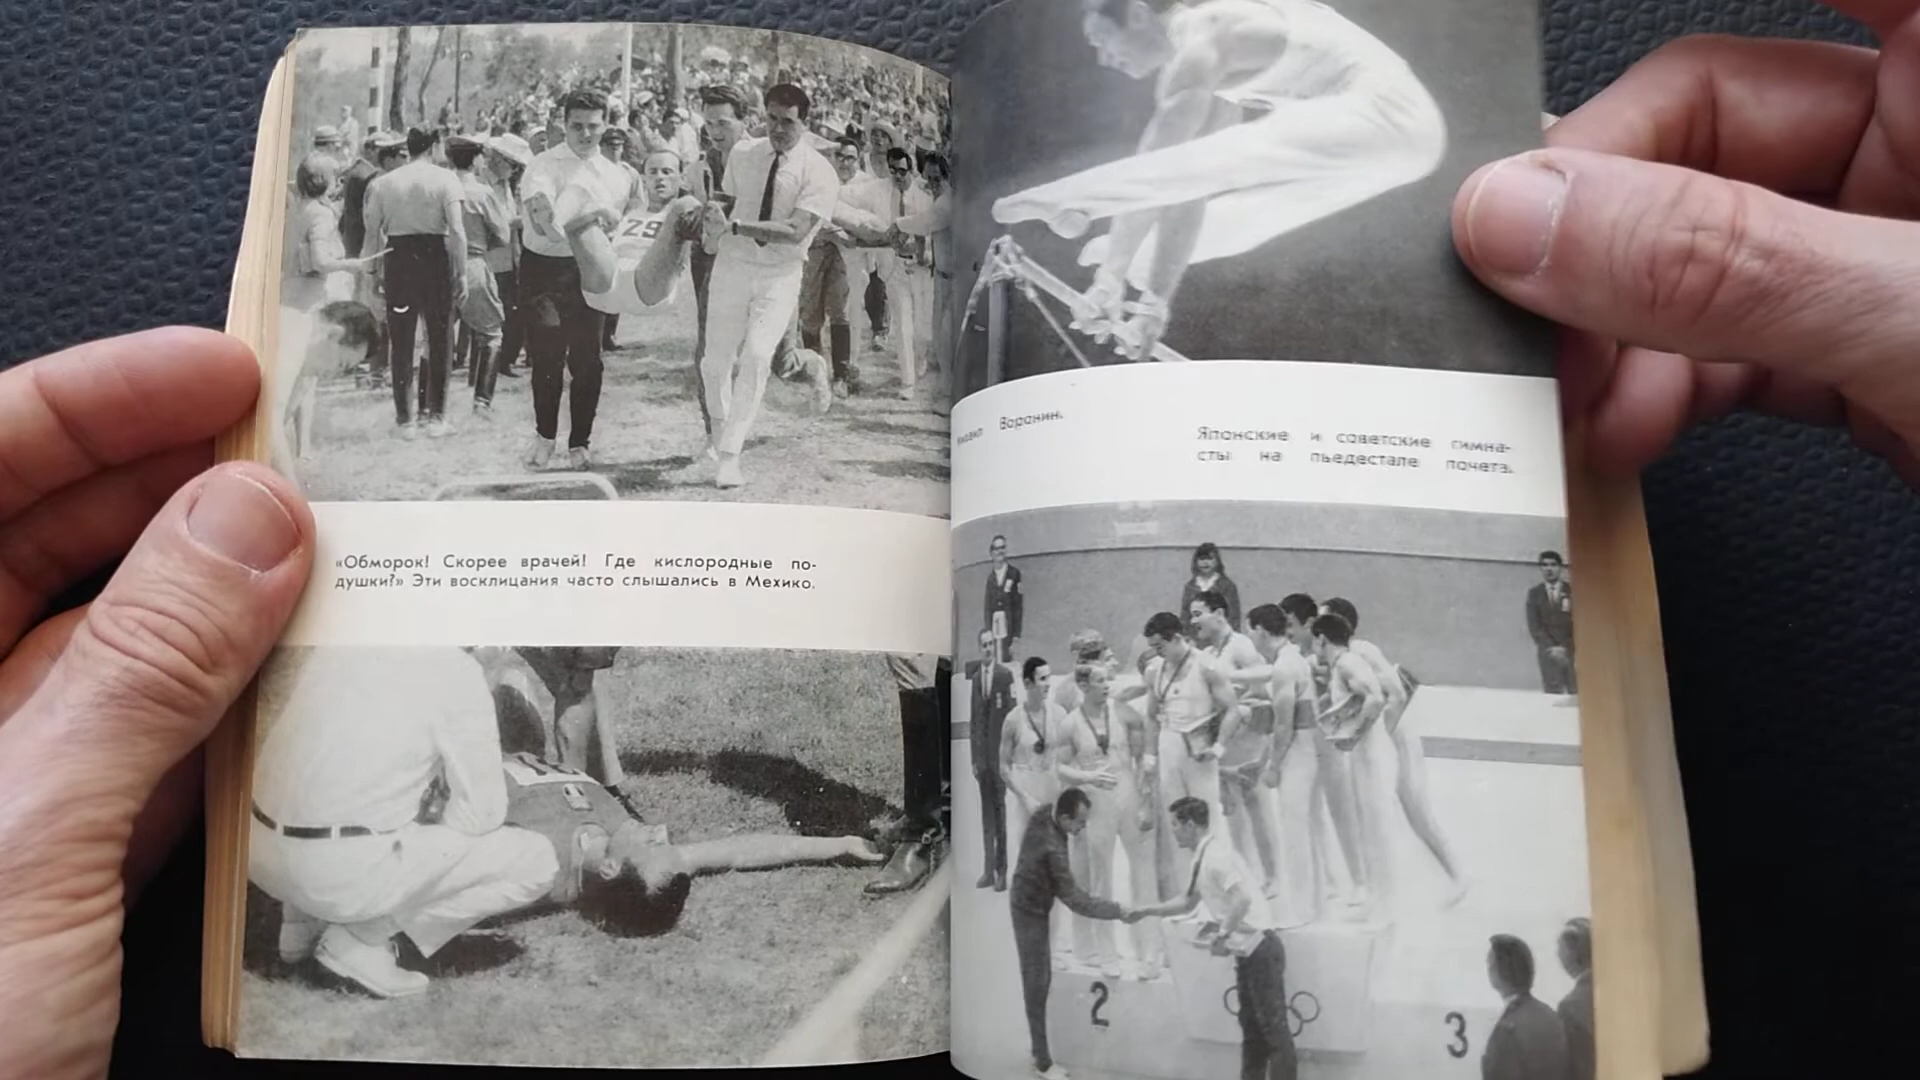 29
«Обморок! Скорее врачей! Где кислородные по-
душки?» Эти восклицания часто слышались в Мехико.
Воронин.
Японские и советские гимна-
сты на пьедестале почета.
2
3